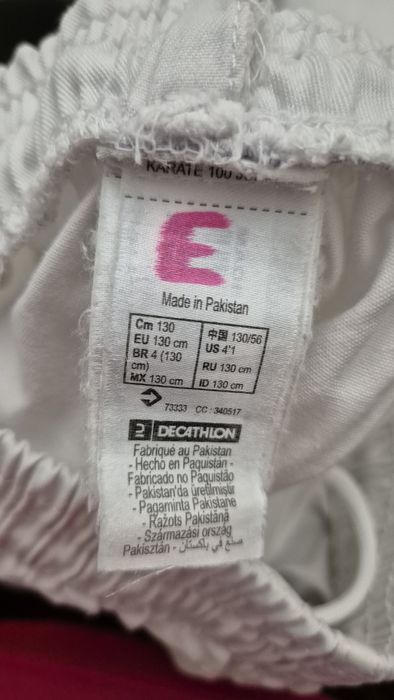 KARATE 100
E
Made in Pakistan
Cm 130
EU 130 cm
BR 4 (130
cm)
MX 130 cm
中国 130/56
US 4'1
RU 130 cm
ID 130 cm
73333 CC : 340517
DECATHLON
Fabriqué au Pakistan
- Hecho en Paquistán -
Fabricado no Paquistão
- Pakistan'da üretilmiştir
- Pagaminta Pakistane
- Ražots Pakistānā
- Származási ország
Pakisztán - صنع في باكستان